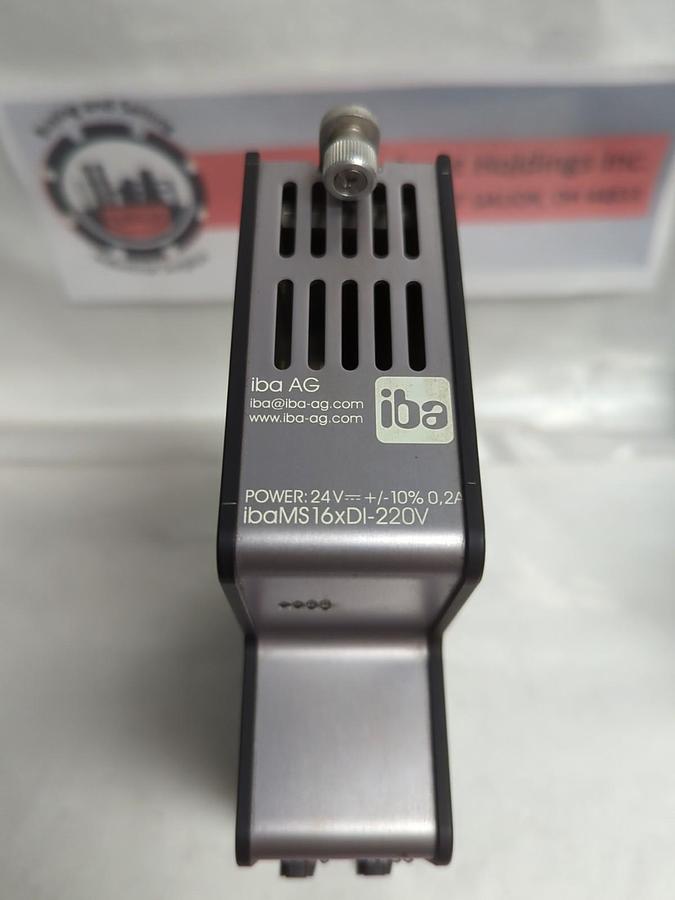 Holdings Inc.
iba AG
iba@iba-ag.com
www.iba-ag.com
iba
POWER: 24V⎓ +/-10% 0,2A
ibaMS16xDI-220V